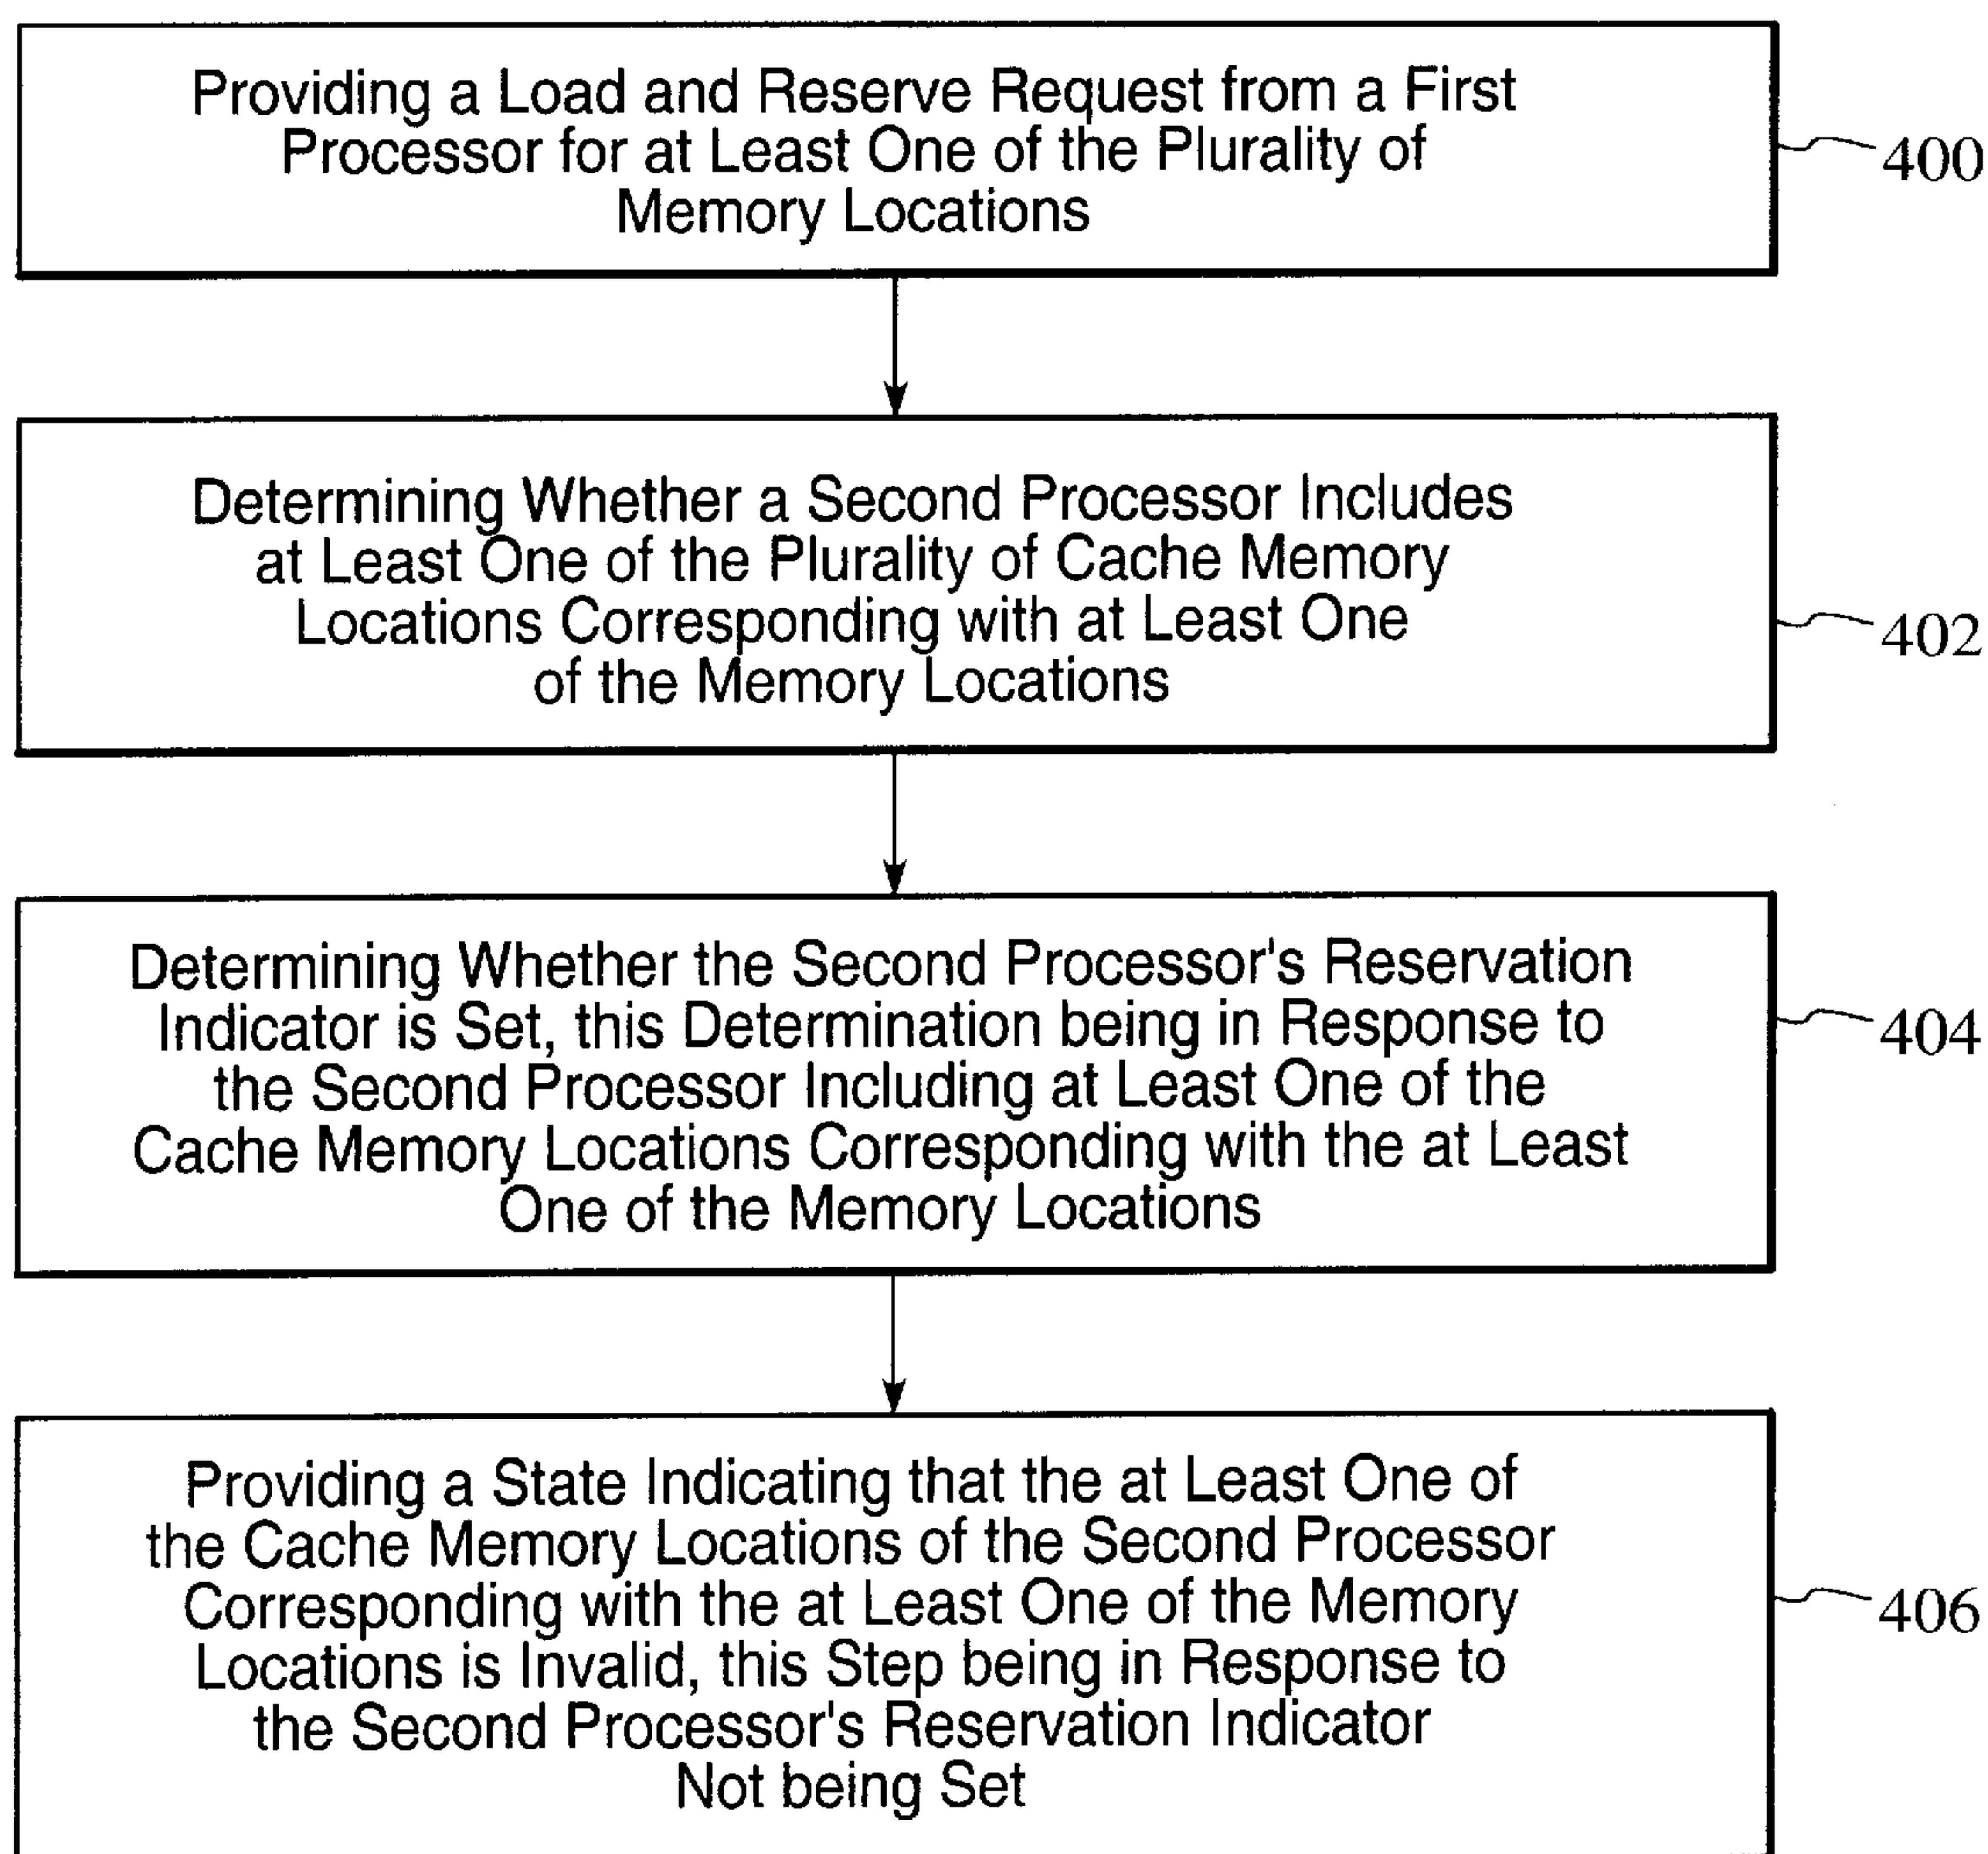 Providing a Load and Reserve Request from a First
Processor for at Least One of the Plurality of
Memory Locations
400
Determining Whether a Second Processor Includes
at Least One of the Plurality of Cache Memory
Locations Corresponding with at Least One
of the Memory Locations
402
Determining Whether the Second Processor's Reservation
Indicator is Set, this Determination being in Response to
the Second Processor Including at Least One of the
Cache Memory Locations Corresponding with the at Least
One of the Memory Locations
404
Providing a State Indicating that the at Least One of
the Cache Memory Locations of the Second Processor
Corresponding with the at Least One of the Memory
Locations is Invalid, this Step being in Response to
the Second Processor's Reservation Indicator
Not being Set
406